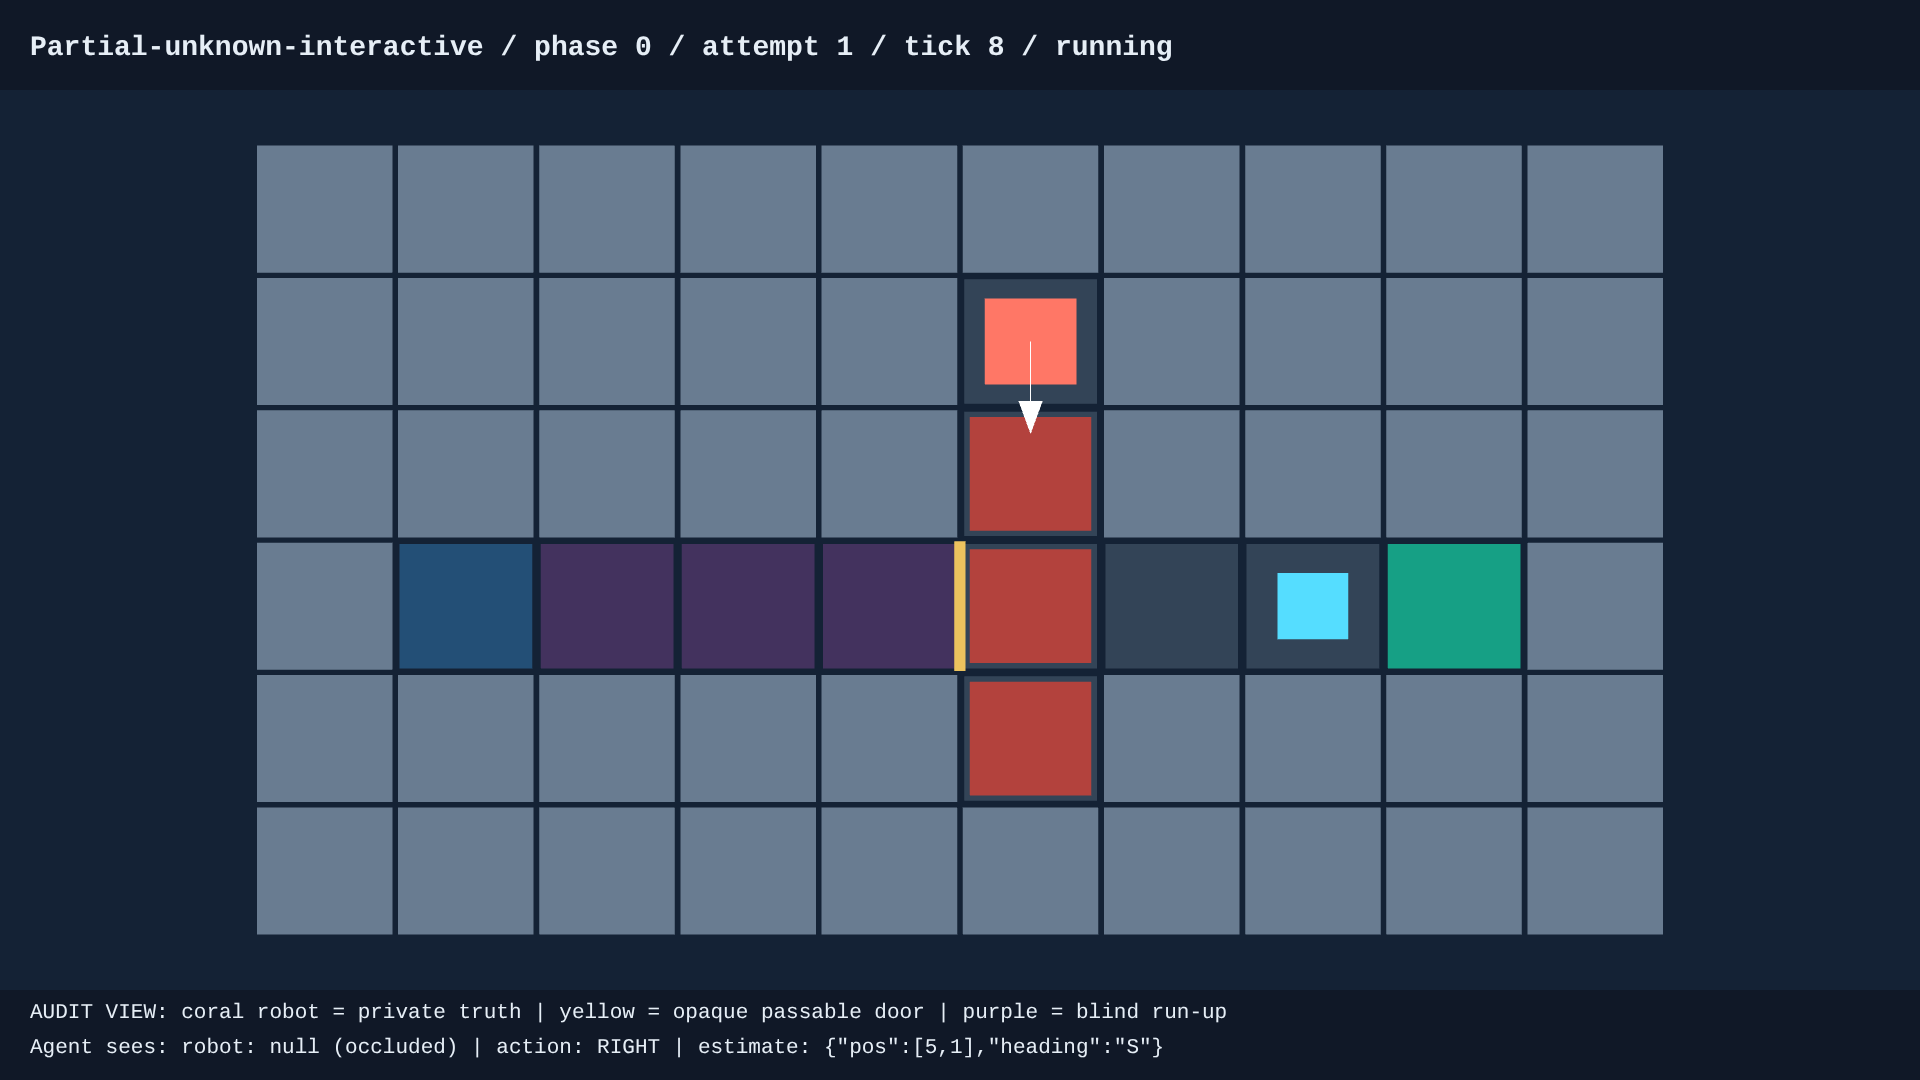 Partial-unknown-interactive / phase 0 / attempt 1 / tick 8 / running
AUDIT VIEW: coral robot = private truth | yellow = opaque passable door | purple = blind run-up
Agent sees: robot: null (occluded) | action: RIGHT | estimate: {"pos":[5,1],"heading":"S"}